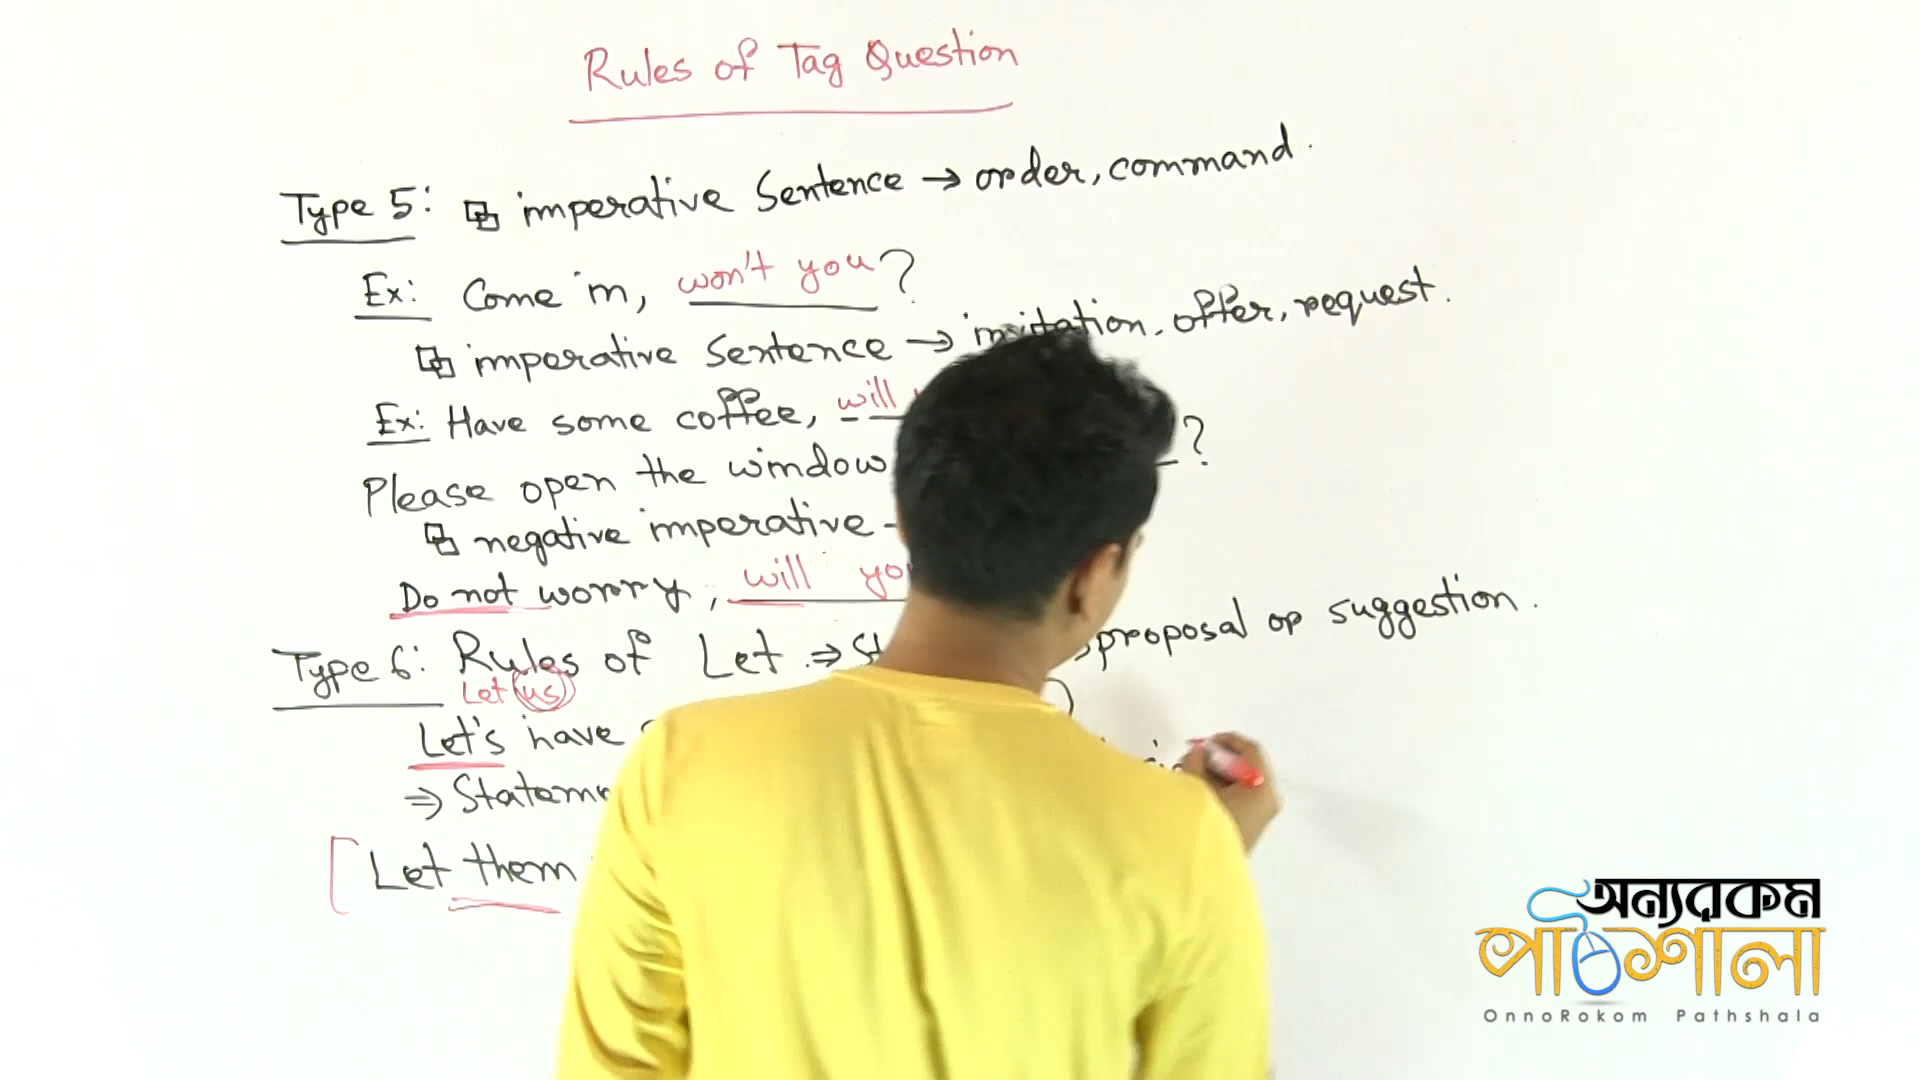 Rules of Tag Question
Type 5: imperative Sentence → order, command.
Ex: Come in, won't you?
imperative Sentence → invitation, offer, request.
Ex: Have some coffee, will
Please open the window ?
negative imperative
Do not worry, will you
Type 6: Rules of Let ⇒ proposal or suggestion.
Let us
Let's have
⇒
Let them
অন্যরকম
পাঠশালা
OnnoRokom Pathshala